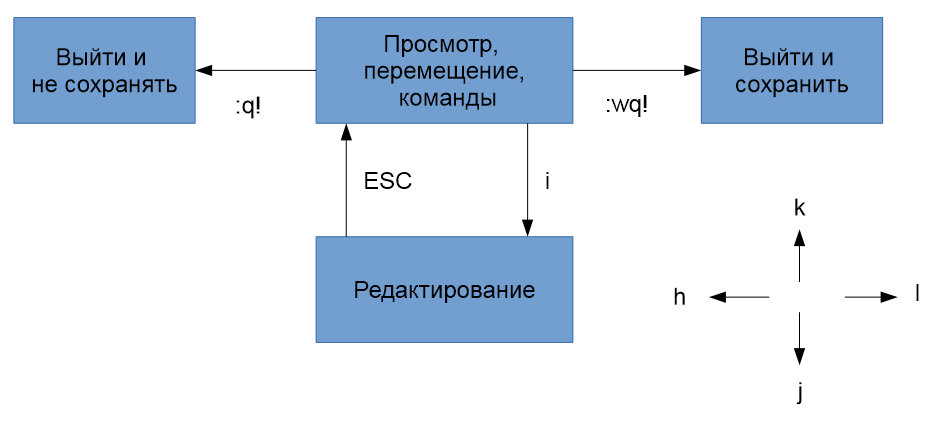 Выйти и
не сохранять
Просмотр,
перемещение,
команды
Выйти и
сохранить
:q!
:wq!
ESC
i
Редактирование
k
h
l
j